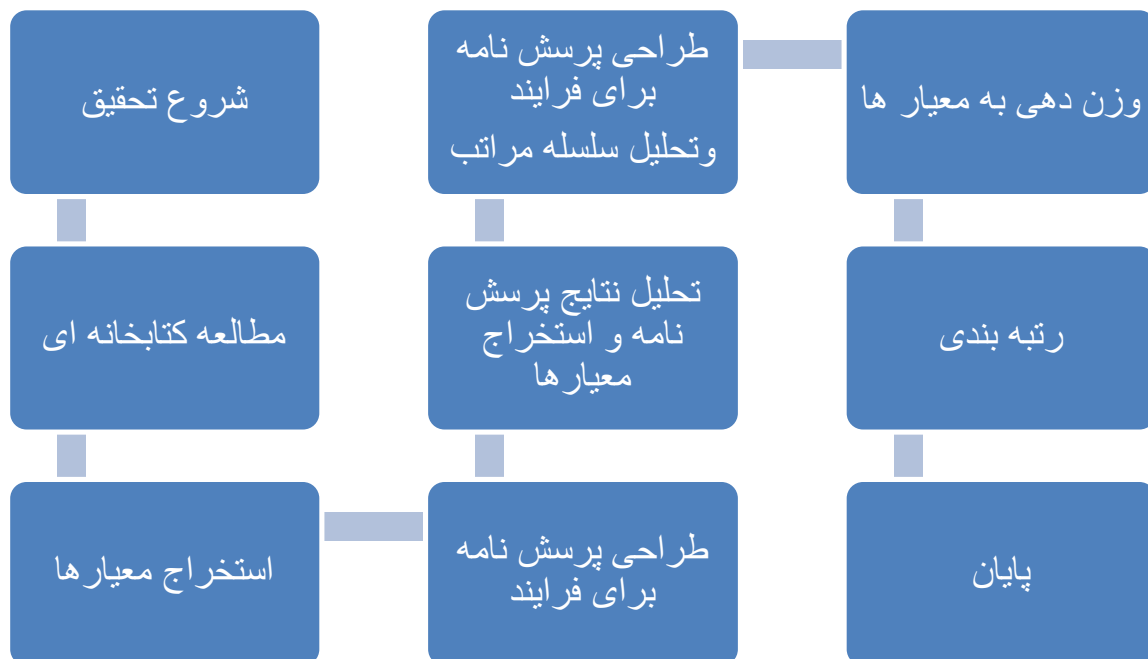 شروع تحقیق
مطالعه کتابخانه ای
استخراج معیارها
طراحی پرسش نامه
برای فرایند
تحلیل نتایج پرسش
نامه و استخراج
معیارها
طراحی پرسش نامه
برای فرایند
وتحلیل سلسله مراتب
وزن دهی به معیار ها
رتبه بندی
پایان